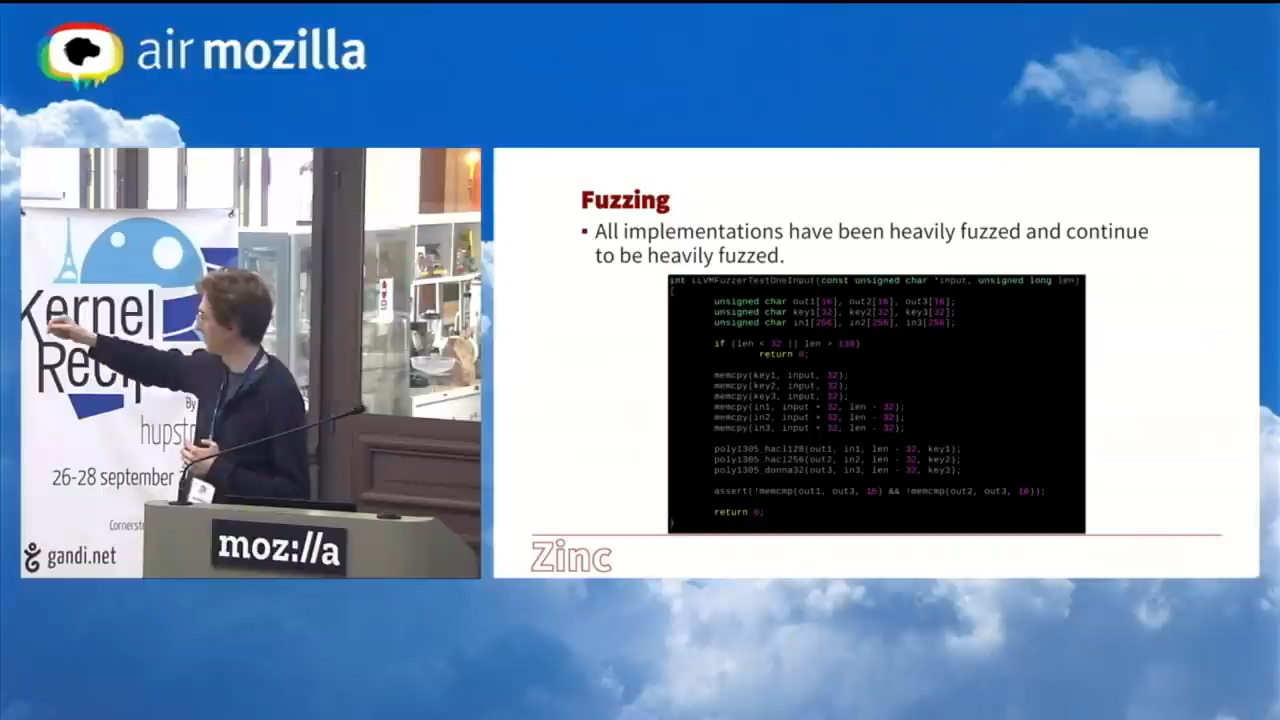 air mozilla
Kernel
By
26-28 september
gandi.net
moz://a
Fuzzing
▪ All implementations have been heavily fuzzed and continue
to be heavily fuzzed.
int LLVMFuzzerTestOneInput(const unsigned char *input, unsigned long len)
{
unsigned char out1[16], out2[16], out3[16];
unsigned char key1[32], key2[32], key3[32];
unsigned char in1[256], in2[256], in3[256];
if (len < 32 || len > 130)
return 0;
memcpy(key1, input, 32);
memcpy(key2, input, 32);
memcpy(key3, input, 32);
memcpy(in1, input + 32, len - 32);
memcpy(in2, input + 32, len - 32);
memcpy(in3, input + 32, len - 32);
poly1305_hacl128(out1, in1, len - 32, key1);
poly1305_hacl256(out2, in2, len - 32, key2);
poly1305_donna32(out3, in3, len - 32, key3);
assert(!memcmp(out1, out3, 16) && !memcmp(out2, out3, 16));
return 0;
}
Zinc